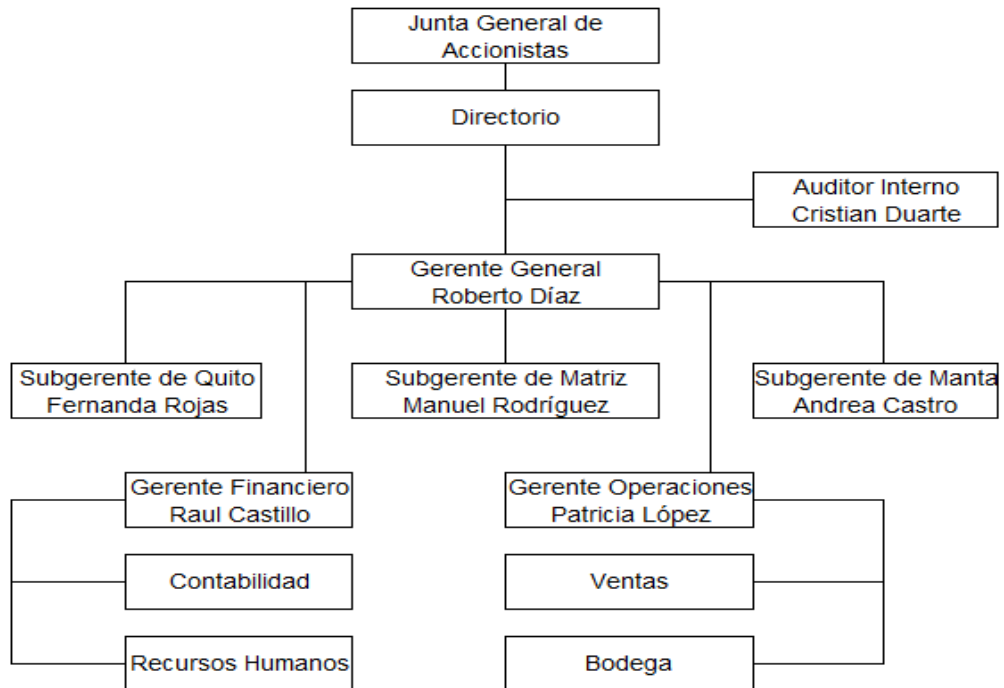 Junta General de
Accionistas
Directorio
Auditor Interno
Cristian Duarte
Gerente General
Roberto Díaz
Subgerente de Quito
Fernanda Rojas
Subgerente de Matriz
Manuel Rodríguez
Subgerente de Manta
Andrea Castro
Gerente Financiero
Raul Castillo
Gerente Operaciones
Patricia López
Contabilidad
Ventas
Recursos Humanos
Bodega